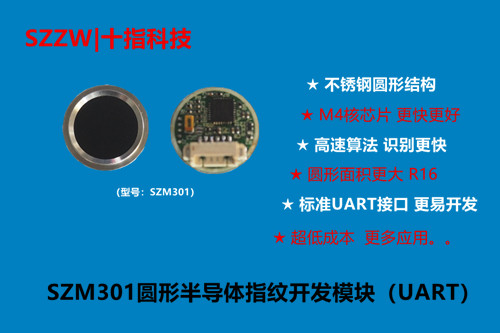 SZZW|十指科技
★ 不锈钢圆形结构
★ M4核芯片 更快更好
★ 高速算法 识别更快
★ 圆形面积更大 R16
★ 标准UART接口 更易开发
★ 超低成本 更多应用。。
(型号：SZM301)
SZM301圆形半导体指纹开发模块（UART）